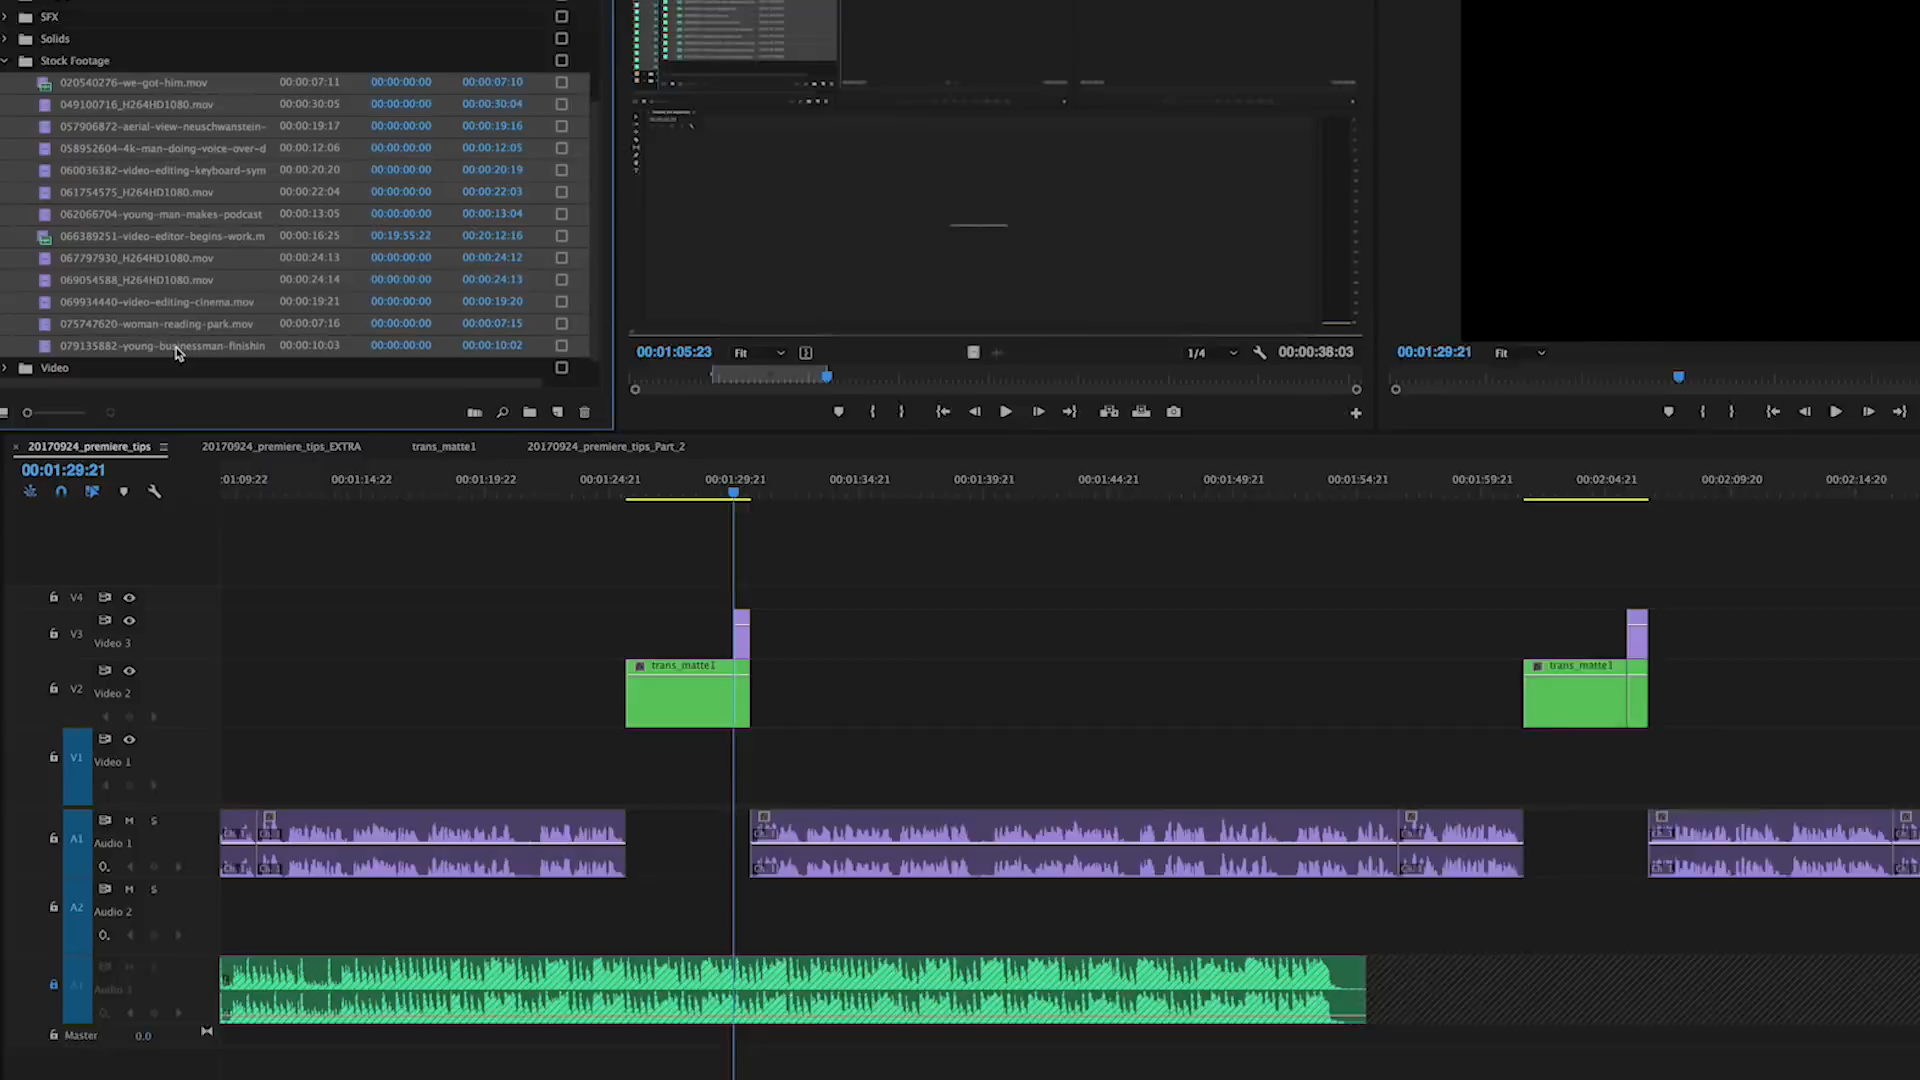 SFX
Solids
Stock Footage
020540276-we-got-him.mov 00:00:07:11 00:00:00:00 00:00:07:10
049100716_H264HD1080.mov 00:00:30:05 00:00:00:00 00:00:30:04
057906872-aerial-view-neuschwanstein- 00:00:19:17 00:00:00:00 00:00:19:16
058952604-4k-man-doing-voice-over-d 00:00:12:06 00:00:00:00 00:00:12:05
060036382-video-editing-keyboard-sym 00:00:20:20 00:00:00:00 00:00:20:19
061754575_H264HD1080.mov 00:00:22:04 00:00:00:00 00:00:22:03
062066704-young-man-makes-podcast 00:00:13:05 00:00:00:00 00:00:13:04
066389251-video-editor-begins-work.m 00:00:16:25 00:19:55:22 00:20:12:16
067797930_H264HD1080.mov 00:00:24:13 00:00:00:00 00:00:24:12
069054588_H264HD1080.mov 00:00:24:14 00:00:00:00 00:00:24:13
069934440-video-editing-cinema.mov 00:00:19:21 00:00:00:00 00:00:19:20
075747620-woman-reading-park.mov 00:00:07:16 00:00:00:00 00:00:07:15
079135882-young-businessman-finishin 00:00:10:03 00:00:00:00 00:00:10:02
Video
00:01:05:23 Fit 1/4 00:00:38:03 00:01:29:21 Fit
20170924_premiere_tips 20170924_premiere_tips_EXTRA trans_matte1 20170924_premiere_tips_Part_2
00:01:29:21
:01:09:22 00:01:14:22 00:01:19:22 00:01:24:21 00:01:29:21 00:01:34:21 00:01:39:21 00:01:44:21 00:01:49:21 00:01:54:21 00:01:59:21 00:02:04:21 00:02:09:20 00:02:14:20
V4
V3 Video 3
trans_matte1 trans_matte1
V2 Video 2
V1 Video 1
M S
A1 Audio 1
M S
A2 Audio 2
Master 0.0